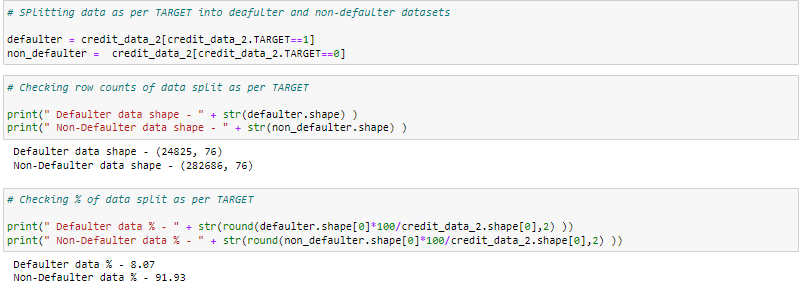 # SPlitting data as per TARGET into deafulter and non-defaulter datasets
defaulter = credit_data_2[credit_data_2.TARGET==1]
non_defaulter =  credit_data_2[credit_data_2.TARGET==0]
# Checking row counts of data split as per TARGET
print(" Defaulter data shape - " + str(defaulter.shape) )
print(" Non-Defaulter data shape - " + str(non_defaulter.shape) )
Defaulter data shape - (24825, 76)
Non-Defaulter data shape - (282686, 76)
# Checking % of data split as per TARGET
print(" Defaulter data % - " + str(round(defaulter.shape[0]*100/credit_data_2.shape[0],2) ))
print(" Non-Defaulter data % - " + str(round(non_defaulter.shape[0]*100/credit_data_2.shape[0],2) ))
Defaulter data % - 8.07
Non-Defaulter data % - 91.93